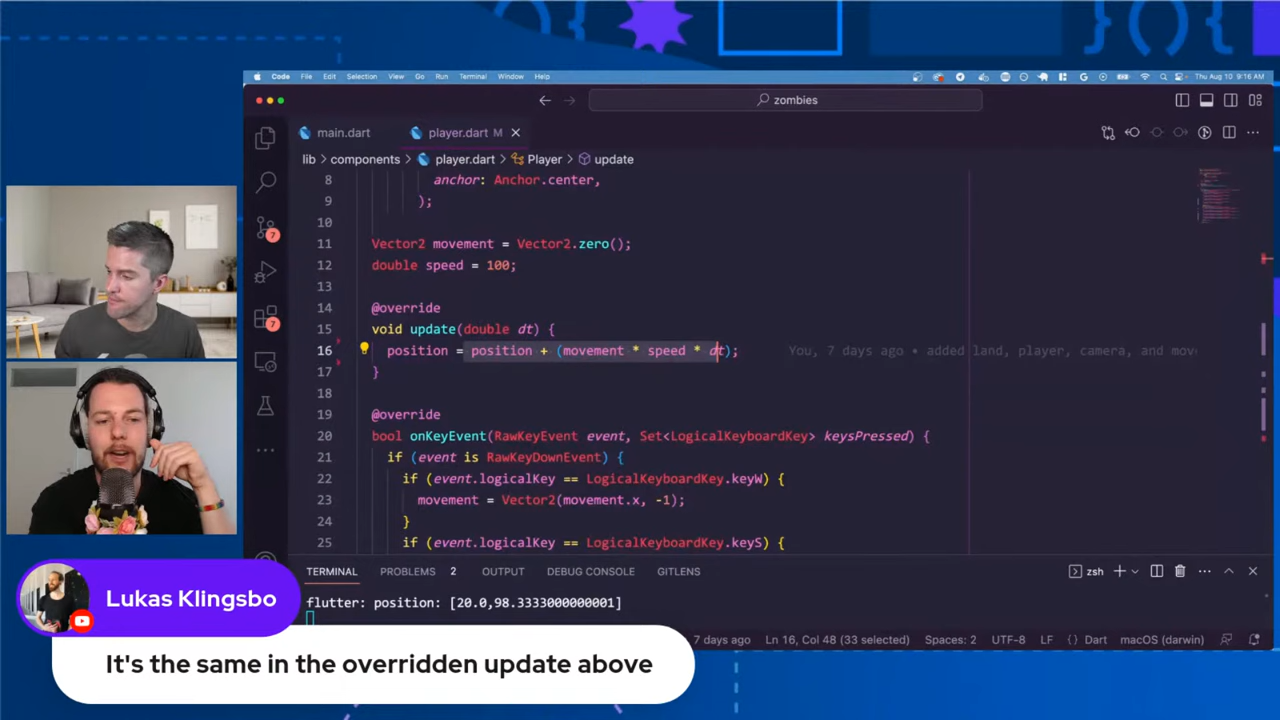 Code File Edit Selection View Go Run Terminal Window Help
Thu Aug 10 9:16 AM
zombies
main.dart
player.dart M
lib > components > player.dart > Player > update
8 anchor: Anchor.center,
9 );
10
11 Vector2 movement = Vector2.zero();
12 double speed = 100;
13
14 @override
15 void update(double dt) {
16 position = position + (movement * speed * dt); You, 7 days ago • added land, player, camera, and mov
17 }
18
19 @override
20 bool onKeyEvent(RawKeyEvent event, Set<LogicalKeyboardKey> keysPressed) {
21 if (event is RawKeyDownEvent) {
22 if (event.logicalKey == LogicalKeyboardKey.keyW) {
23 movement = Vector2(movement.x, -1);
24 }
25 if (event.logicalKey == LogicalKeyboardKey.keyS) {
7
7
TERMINAL PROBLEMS 2 OUTPUT DEBUG CONSOLE GITLENS
zsh
flutter: position: [20.0,98.3333000000001]
7 days ago Ln 16, Col 48 (33 selected) Spaces: 2 UTF-8 LF {} Dart macOS (darwin)
Lukas Klingsbo
It's the same in the overridden update above